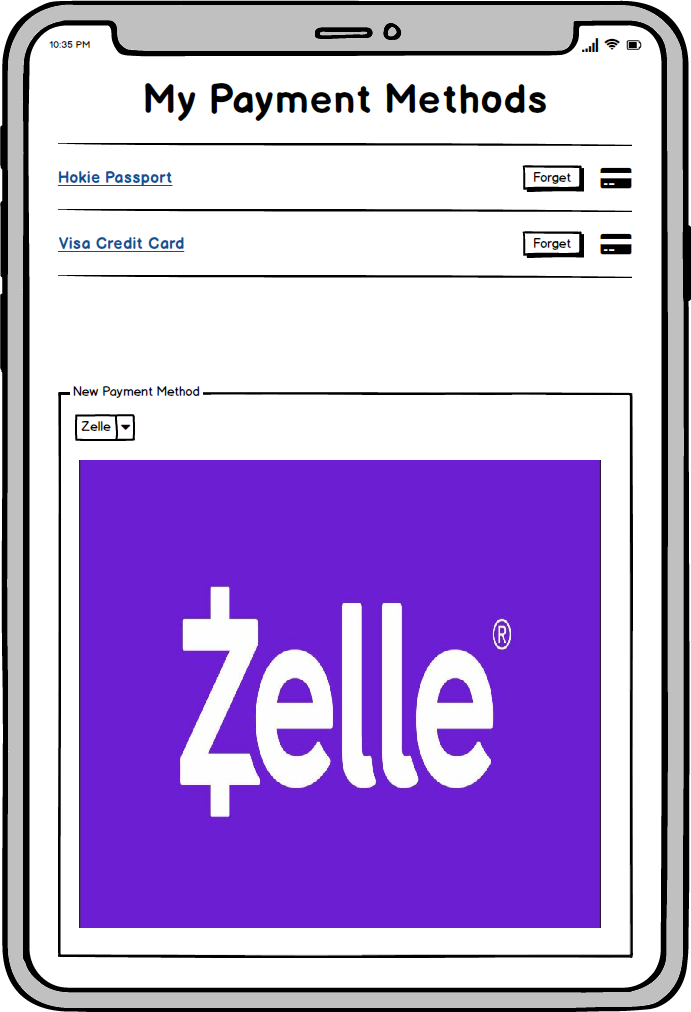 10:35 PM
My Payment Methods
Hokie Passport Forget
Visa Credit Card Forget
New Payment Method
Zelle
Zelle®